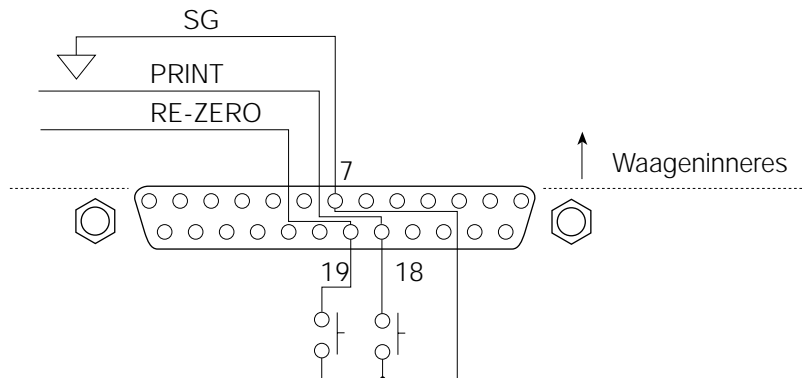 SG
PRINT
RE-ZERO
7
Waageninneres
19 18